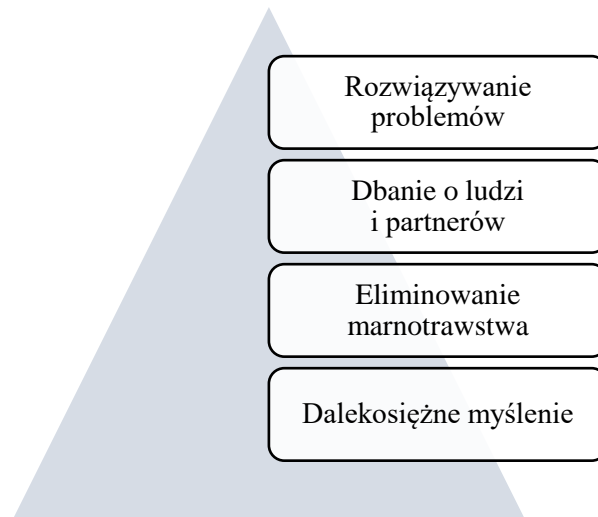 Rozwiązywanie
problemów
Dbanie o ludzi
i partnerów
Eliminowanie
marnotrawstwa
Dalekosiężne myślenie